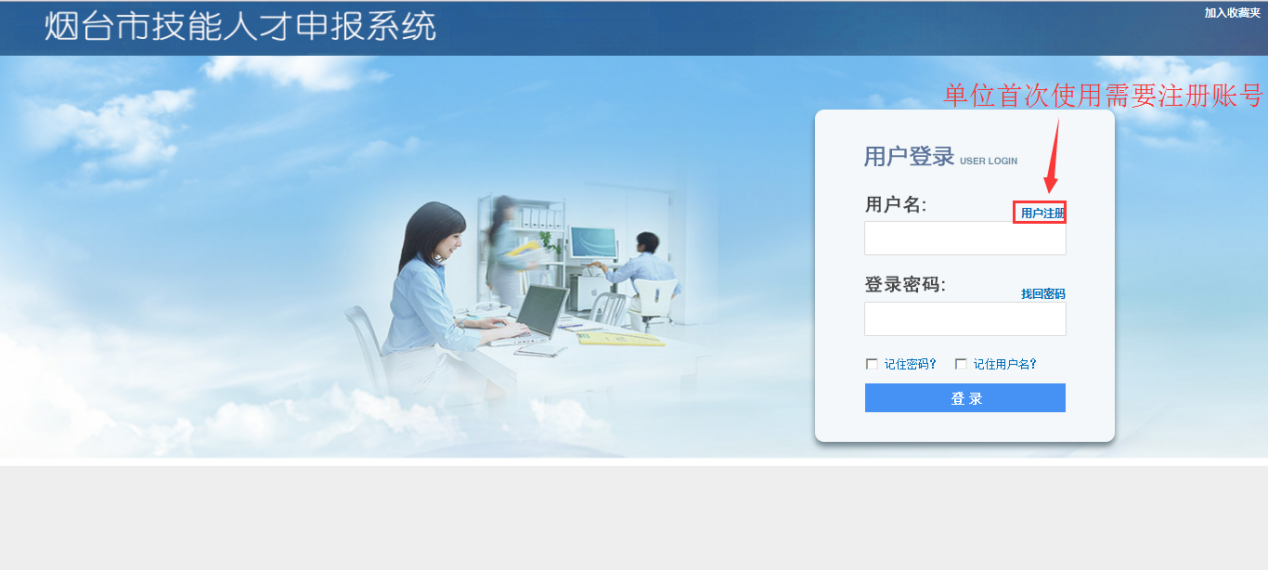 烟台市技能人才申报系统
加入收藏夹
单位首次使用需要注册账号
用户登录 USER LOGIN
用户名:
用户注册
登录密码:
找回密码
记住密码? 记住用户名?
登 录